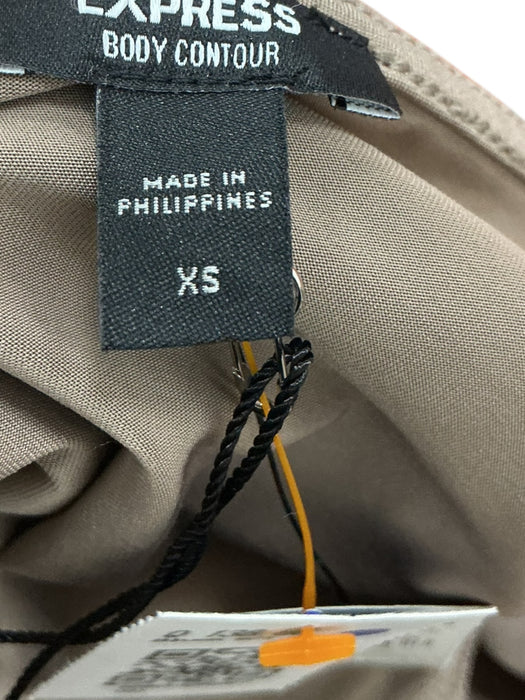 EXPRESS
BODY CONTOUR
MADE IN
PHILIPPINES
XS